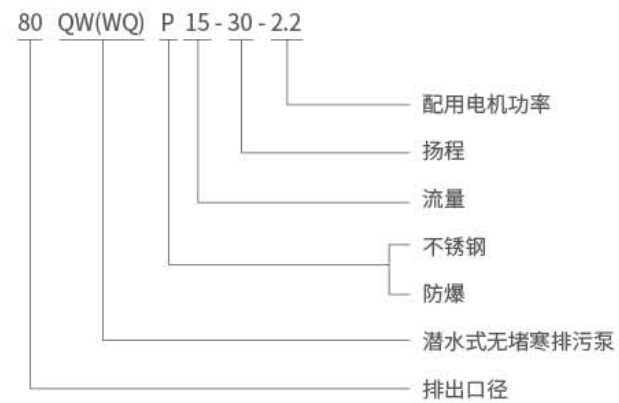 80 QW(WQ) P 15 - 30 - 2.2
配用电机功率
扬程
流量
不锈钢
防爆
潜水式无堵寒排污泵
排出口径